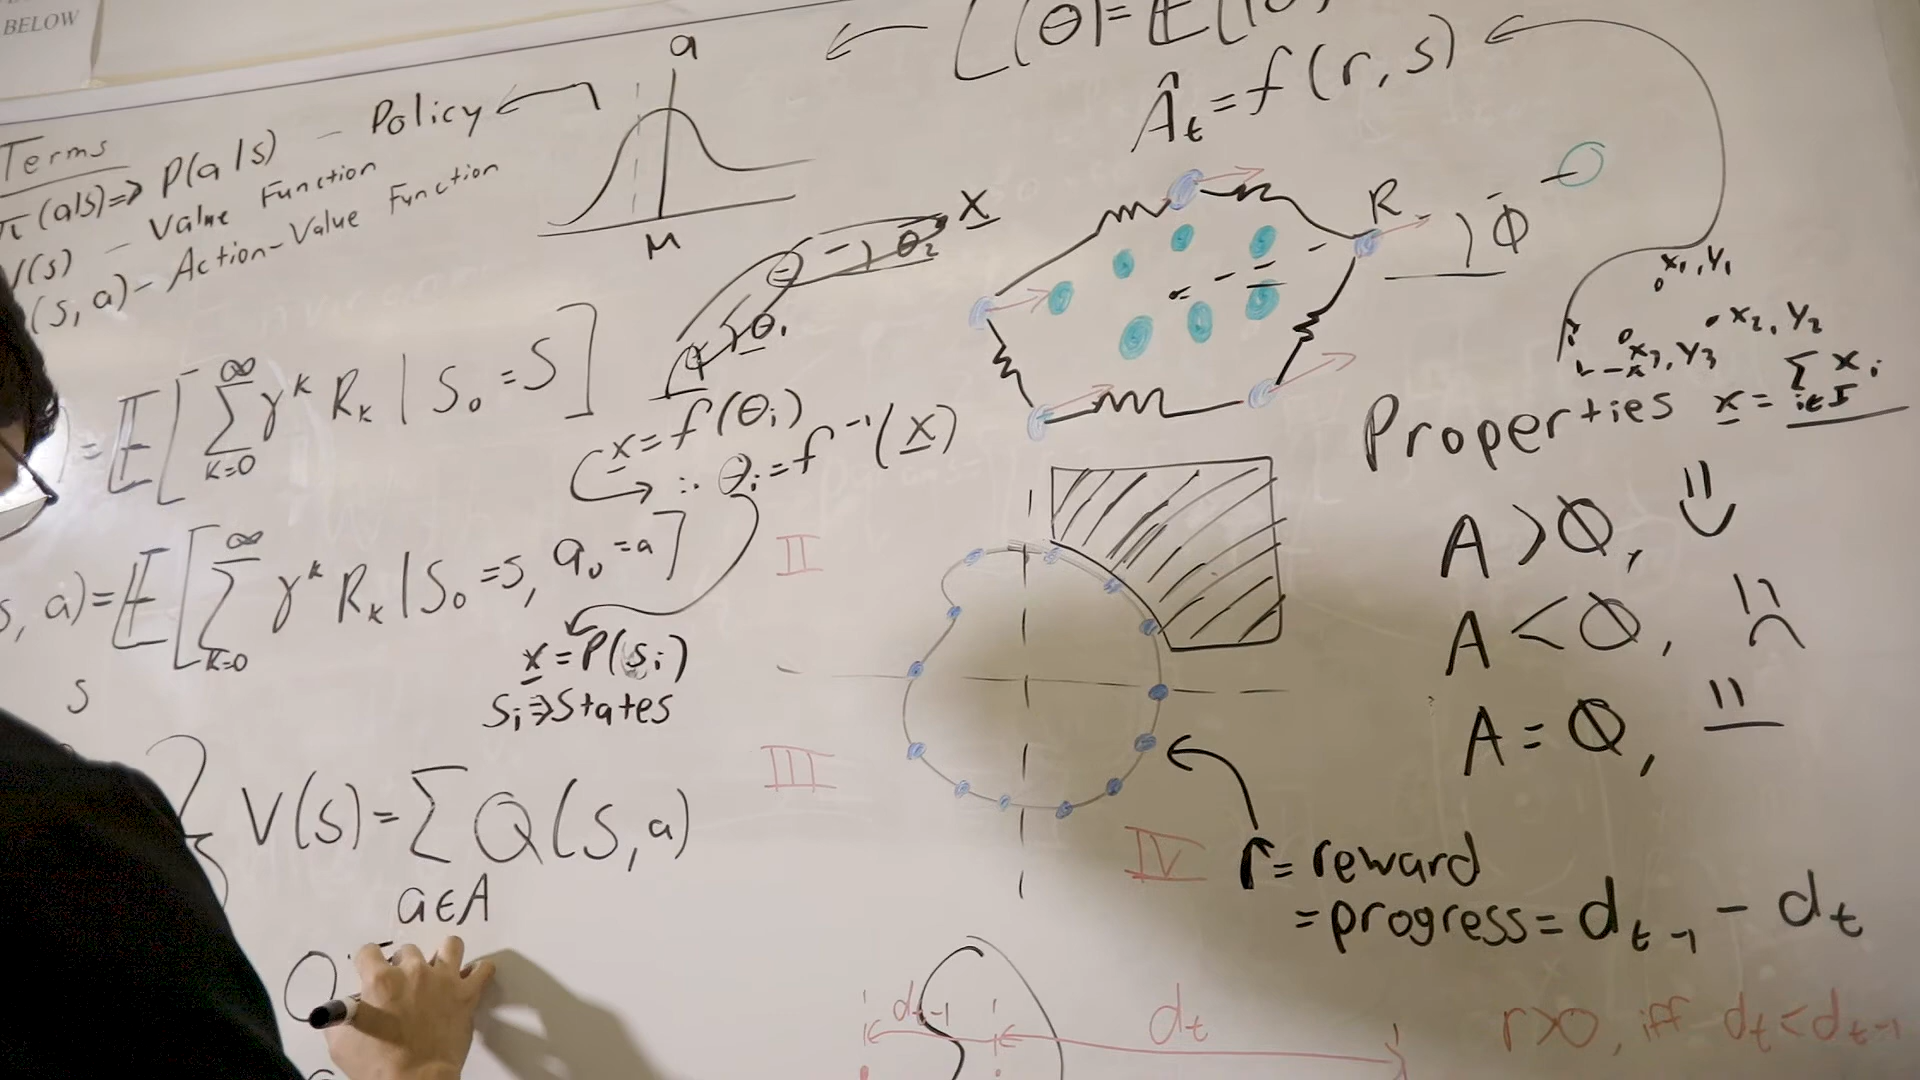 BELOW
Terms
π(a|s) => P(a|s) - Policy
V(s) - Value Function
(s, a) - Action-Value Function
a
M
L(θ) = E[
Â_t = f(r, s)
x
θ₂
θ₁
R
Φ
x₁, y₁
x₂, y₂
x₃, y₃
Properties x = Σ x_i
i∈I
) = E[ Σ_{K=0}^{∞} γ^k R_k | S₀ = S ]
x = f(θ_i)
∴ θ_i = f⁻¹(x)
s, a) = E[ Σ_{K=0}^{∞} γ^k R_k | S₀ = s, a₀ = a ]
x = P(s_i)
s_i => States
S
V(s) = Σ Q(s, a)
a∈A
Q
II
III
IV
A > 0,
A < 0,
A = 0,
r = reward
= progress = d_{t-1} - d_t
d_{t-1}
d_t
r>0, iff d_t < d_{t-1}